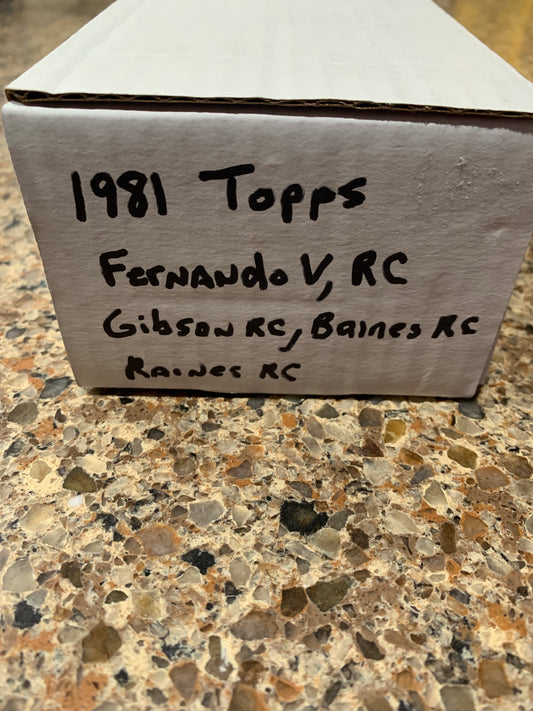 1981 Topps
Fernando V, RC
Gibson RC, Baines RC
Raines RC